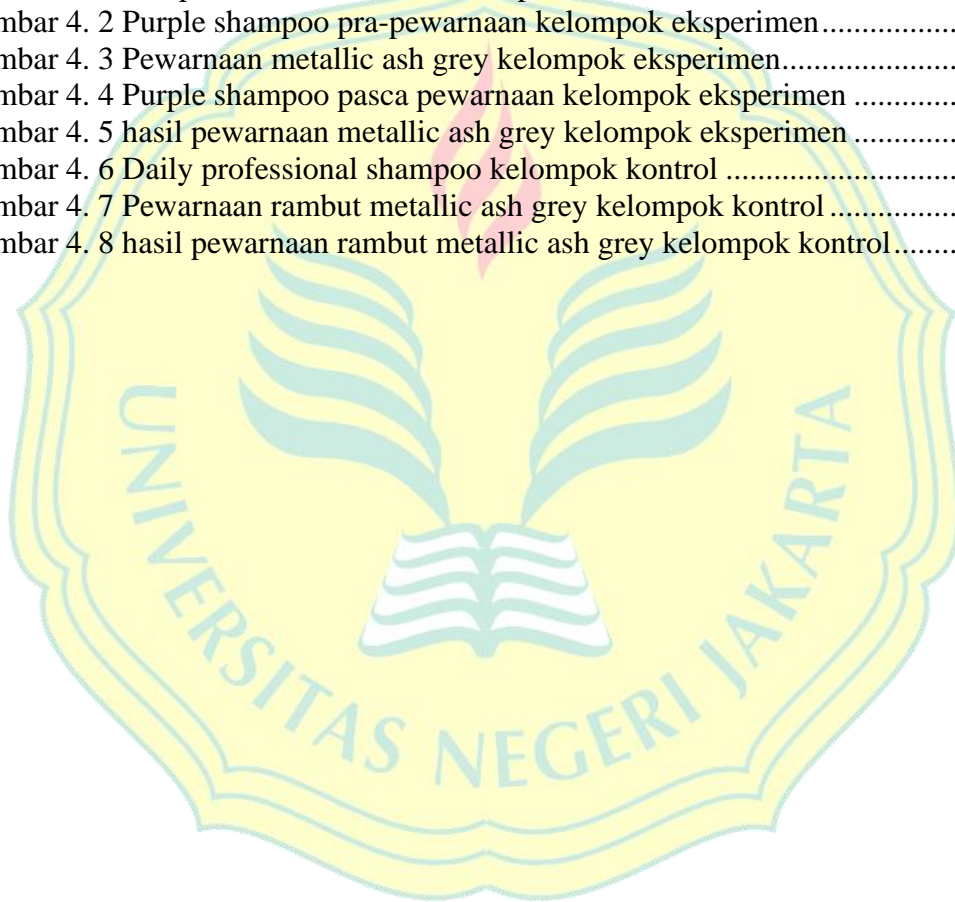 mbar 4. 2 Purple shampoo pra-pewarnaan kelompok eksperimen................
mbar 4. 3 Pewarnaan metallic ash grey kelompok eksperimen.....................
mbar 4. 4 Purple shampoo pasca pewarnaan kelompok eksperimen ............
mbar 4. 5 hasil pewarnaan metallic ash grey kelompok eksperimen ............
mbar 4. 6 Daily professional shampoo kelompok kontrol ............................
mbar 4. 7 Pewarnaan rambut metallic ash grey kelompok kontrol ...............
mbar 4. 8 hasil pewarnaan rambut metallic ash grey kelompok kontrol........
UNIVERSITAS NEGERI JAKARTA